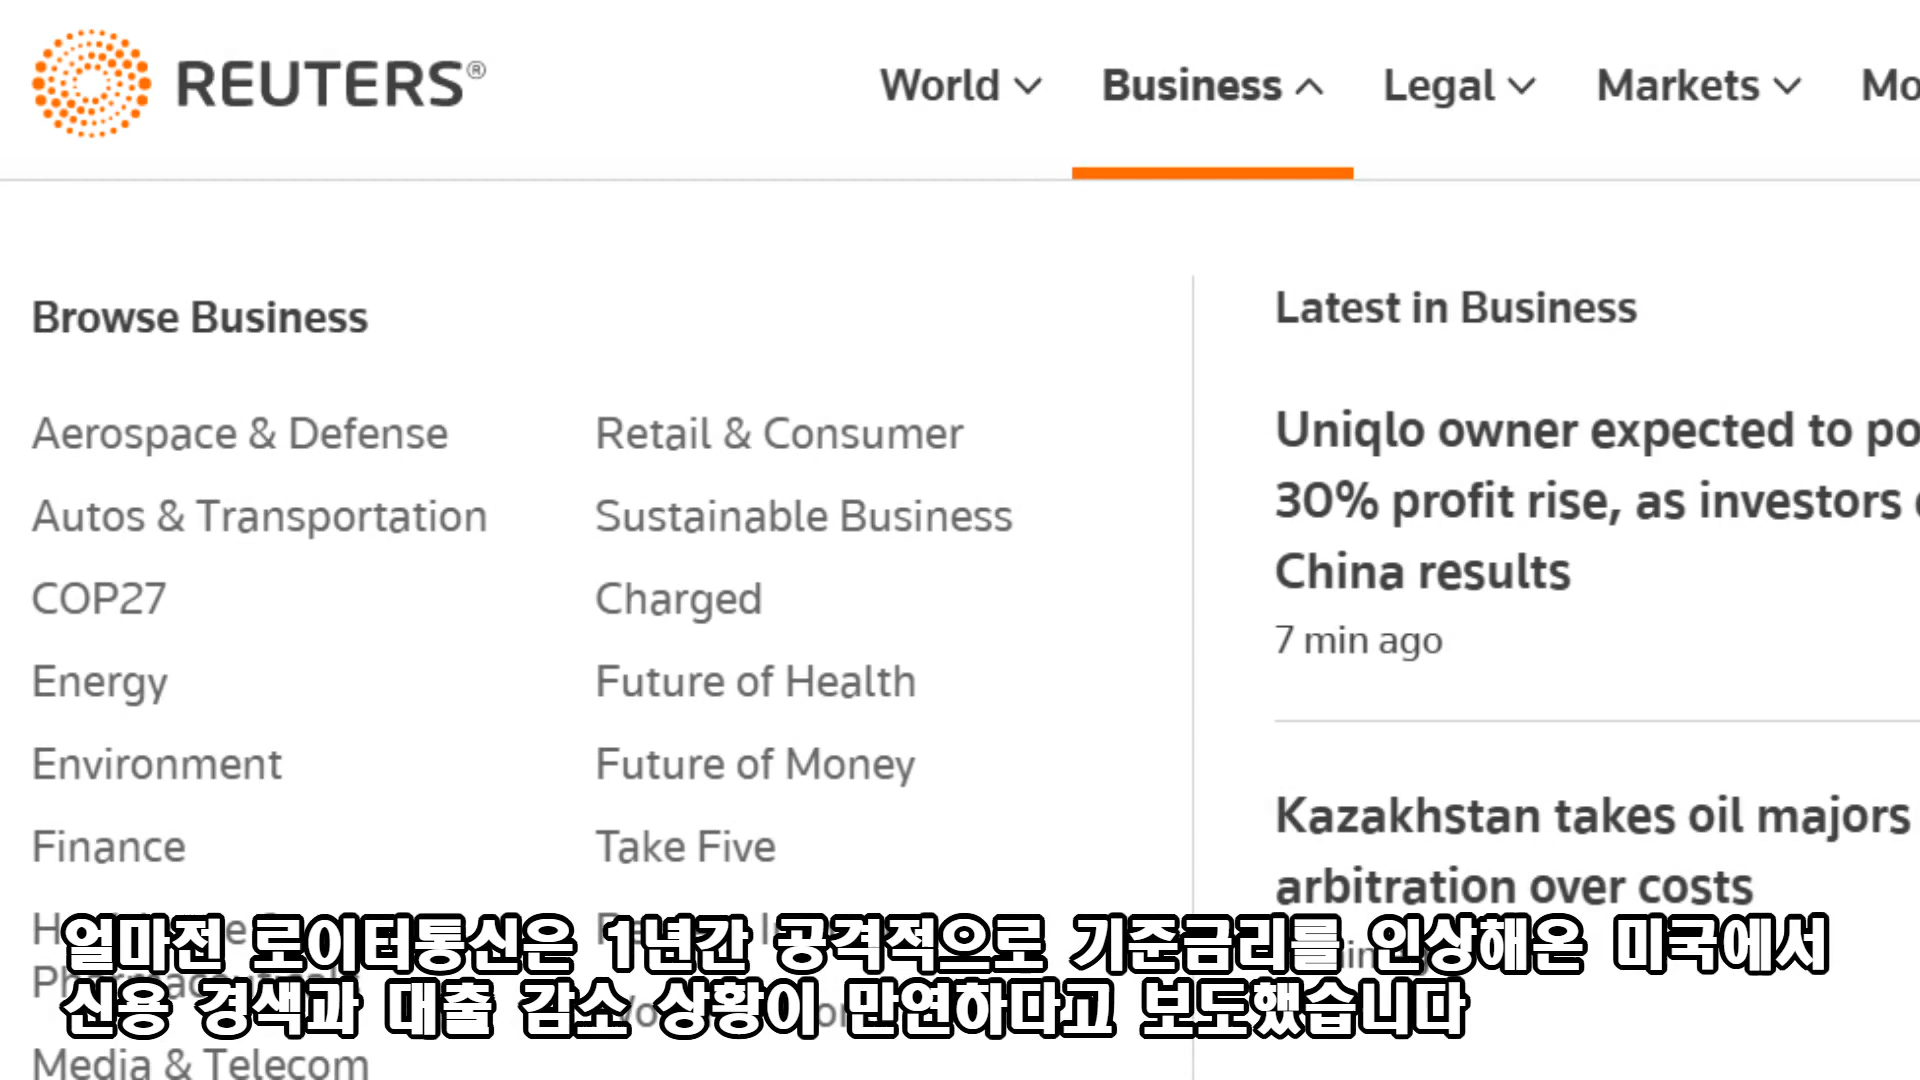 REUTERS®
World
Business
Legal
Markets
Browse Business
Aerospace & Defense
Autos & Transportation
COP27
Energy
Environment
Finance
Media & Telecom
Retail & Consumer
Sustainable Business
Charged
Future of Health
Future of Money
Take Five
Latest in Business
Uniqlo owner expected to
30% profit rise, as investors
China results
7 min ago
Kazakhstan takes oil majors
arbitration over costs
얼마전 로이터통신은 1년간 공격적으로 기준금리를 인상해온 미국에서
신용 경색과 대출 감소 상황이 만연하다고 보도했습니다